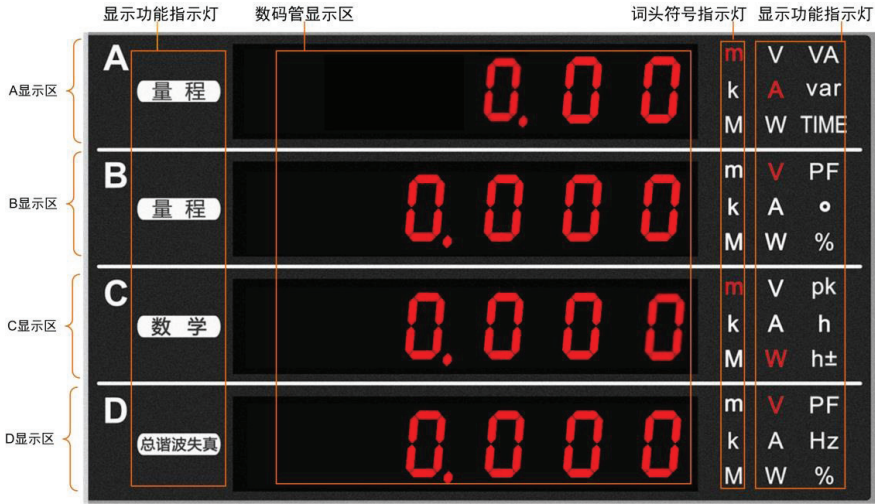 显示功能指示灯 数码管显示区 词头符号指示灯 显示功能指示灯
A显示区
A
量程
0.00
m V VA
k A var
M W TIME
B显示区
B
量程
0.000
m V PF
k A °
M W %
C显示区
C
数学
0.000
m V pk
k A h
M W h±
D显示区
D
总谐波失真
0.000
m V PF
k A Hz
M W %